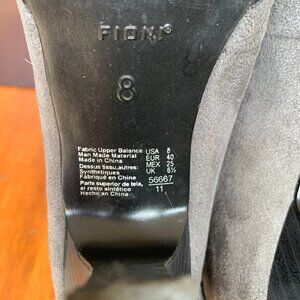 FIONI®
8
Fabric Upper Balance
Man Made Material
Made in China
Dessus tissu,autres:
Synthetiques
Fabriqué en Chine
Parte superior de tela,
el resto sintético
Hecho en China
USA 8
EUR 40
MEX 25
UK 6½
56667
11